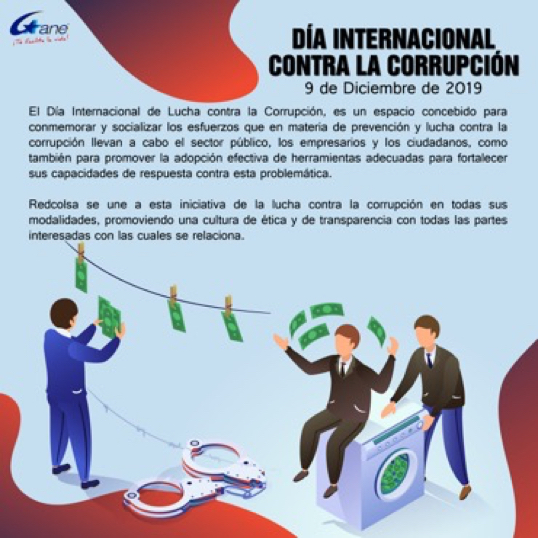 Gane
¡Te facilita la vida!
DÍA INTERNACIONAL
CONTRA LA CORRUPCIÓN
9 de Diciembre de 2019
El Día Internacional de Lucha contra la Corrupción, es un espacio concebido para
conmemorar y socializar los esfuerzos que en materia de prevención y lucha contra la
corrupción llevan a cabo el sector público, los empresarios y los ciudadanos, como
también para promover la adopción efectiva de herramientas adecuadas para fortalecer
sus capacidades de respuesta contra esta problemática.
Redcolsa se une a esta iniciativa de la lucha contra la corrupción en todas sus
modalidades, promoviendo una cultura de ética y de transparencia con todas las partes
interesadas con las cuales se relaciona.